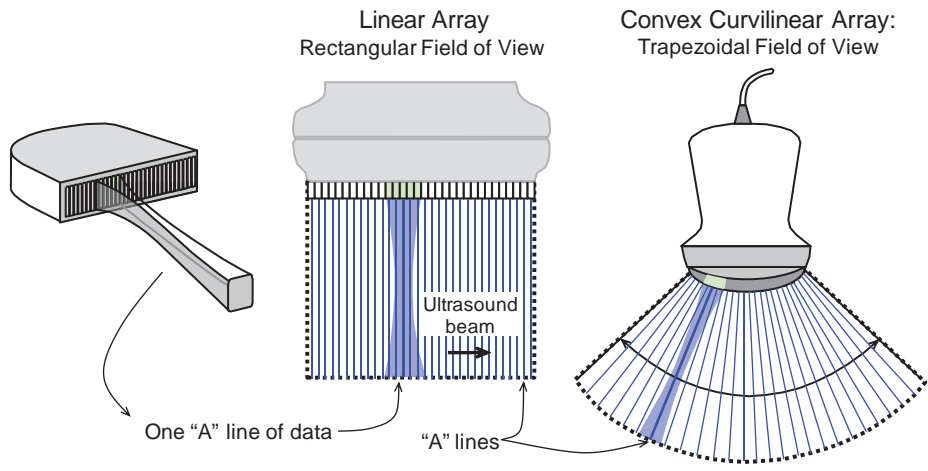 Linear Array
Rectangular Field of View
Convex Curvilinear Array:
Trapezoidal Field of View
Ultrasound
beam
One “A” line of data
“A” lines